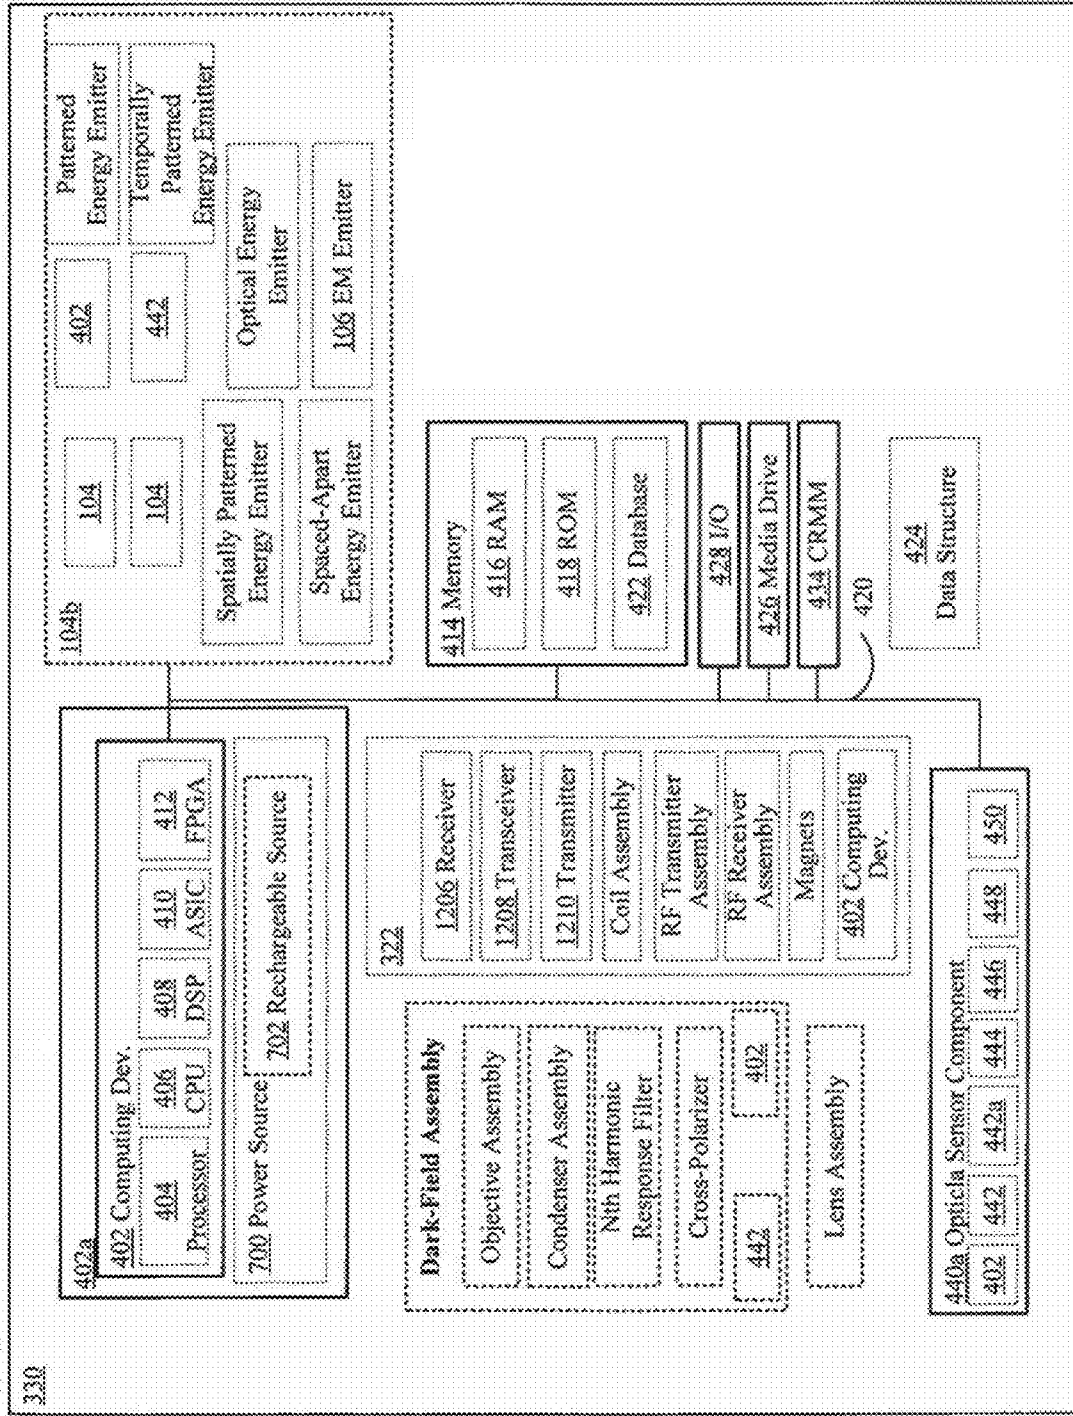 330
402a
402 Computing Dev.
404
Processor
406
CPU
408
DSP
410
ASIC
412
FPGA
700 Power Source
702 Rechargeable Source
104b
104
402
Patterned
Energy Emitter
104
442
Temporally
Patterned
Energy Emitter
Spatially Patterned
Energy Emitter
Optical Energy
Emitter
Spaced-Apart
Energy Emitter
106 EM Emitter
Dark-Field Assembly
Objective Assembly
Condenser Assembly
Nth Harmonic
Response Filter
Cross-Polarizer
442
402
Lens Assembly
322
1206 Receiver
1208 Transceiver
1210 Transmitter
Coil Assembly
RF Transmitter
Assembly
RF Receiver
Assembly
Magnets
402 Computing
Dev.
414 Memory
416 RAM
418 ROM
422 Database
428 I/O
426 Media Drive
434 CRMM
420
424
Data Structure
440a Opticla Sensor Component
402
442
442a
444
446
448
450